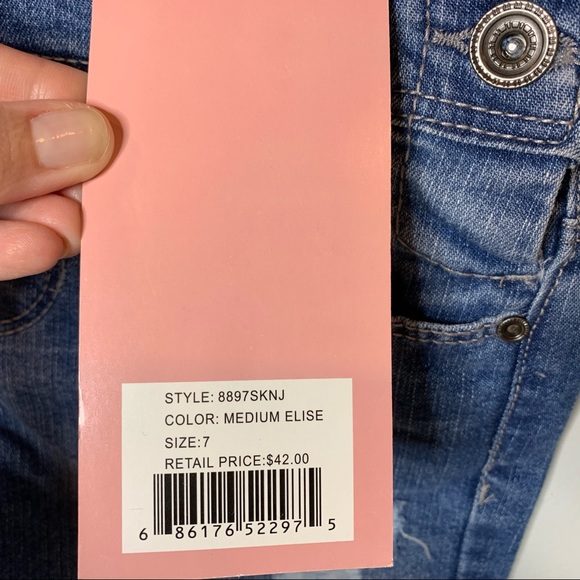 STYLE: 8897SKNJ
COLOR: MEDIUM ELISE
SIZE:7
RETAIL PRICE:$42.00
6 86176 52297 5